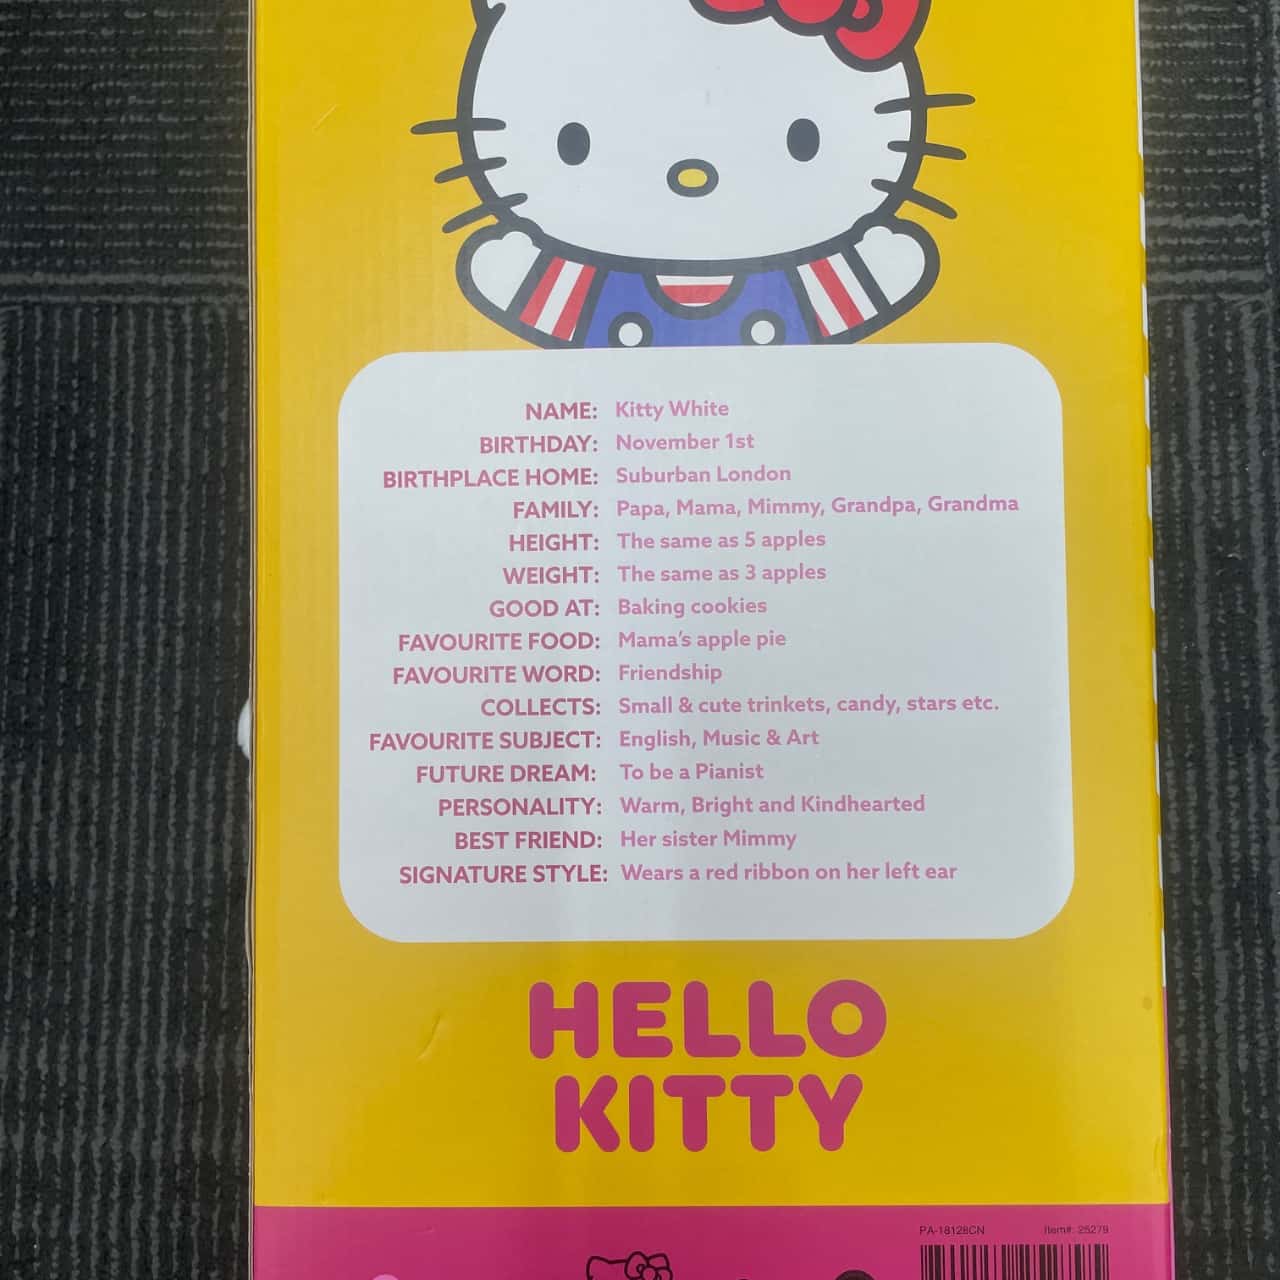 NAME: Kitty White
BIRTHDAY: November 1st
BIRTHPLACE HOME: Suburban London
FAMILY: Papa, Mama, Mimmy, Grandpa, Grandma
HEIGHT: The same as 5 apples
WEIGHT: The same as 3 apples
GOOD AT: Baking cookies
FAVOURITE FOOD: Mama's apple pie
FAVOURITE WORD: Friendship
COLLECTS: Small & cute trinkets, candy, stars etc.
FAVOURITE SUBJECT: English, Music & Art
FUTURE DREAM: To be a Pianist
PERSONALITY: Warm, Bright and Kindhearted
BEST FRIEND: Her sister Mimmy
SIGNATURE STYLE: Wears a red ribbon on her left ear
HELLO
KITTY
PA-18128CN Item#: 25279